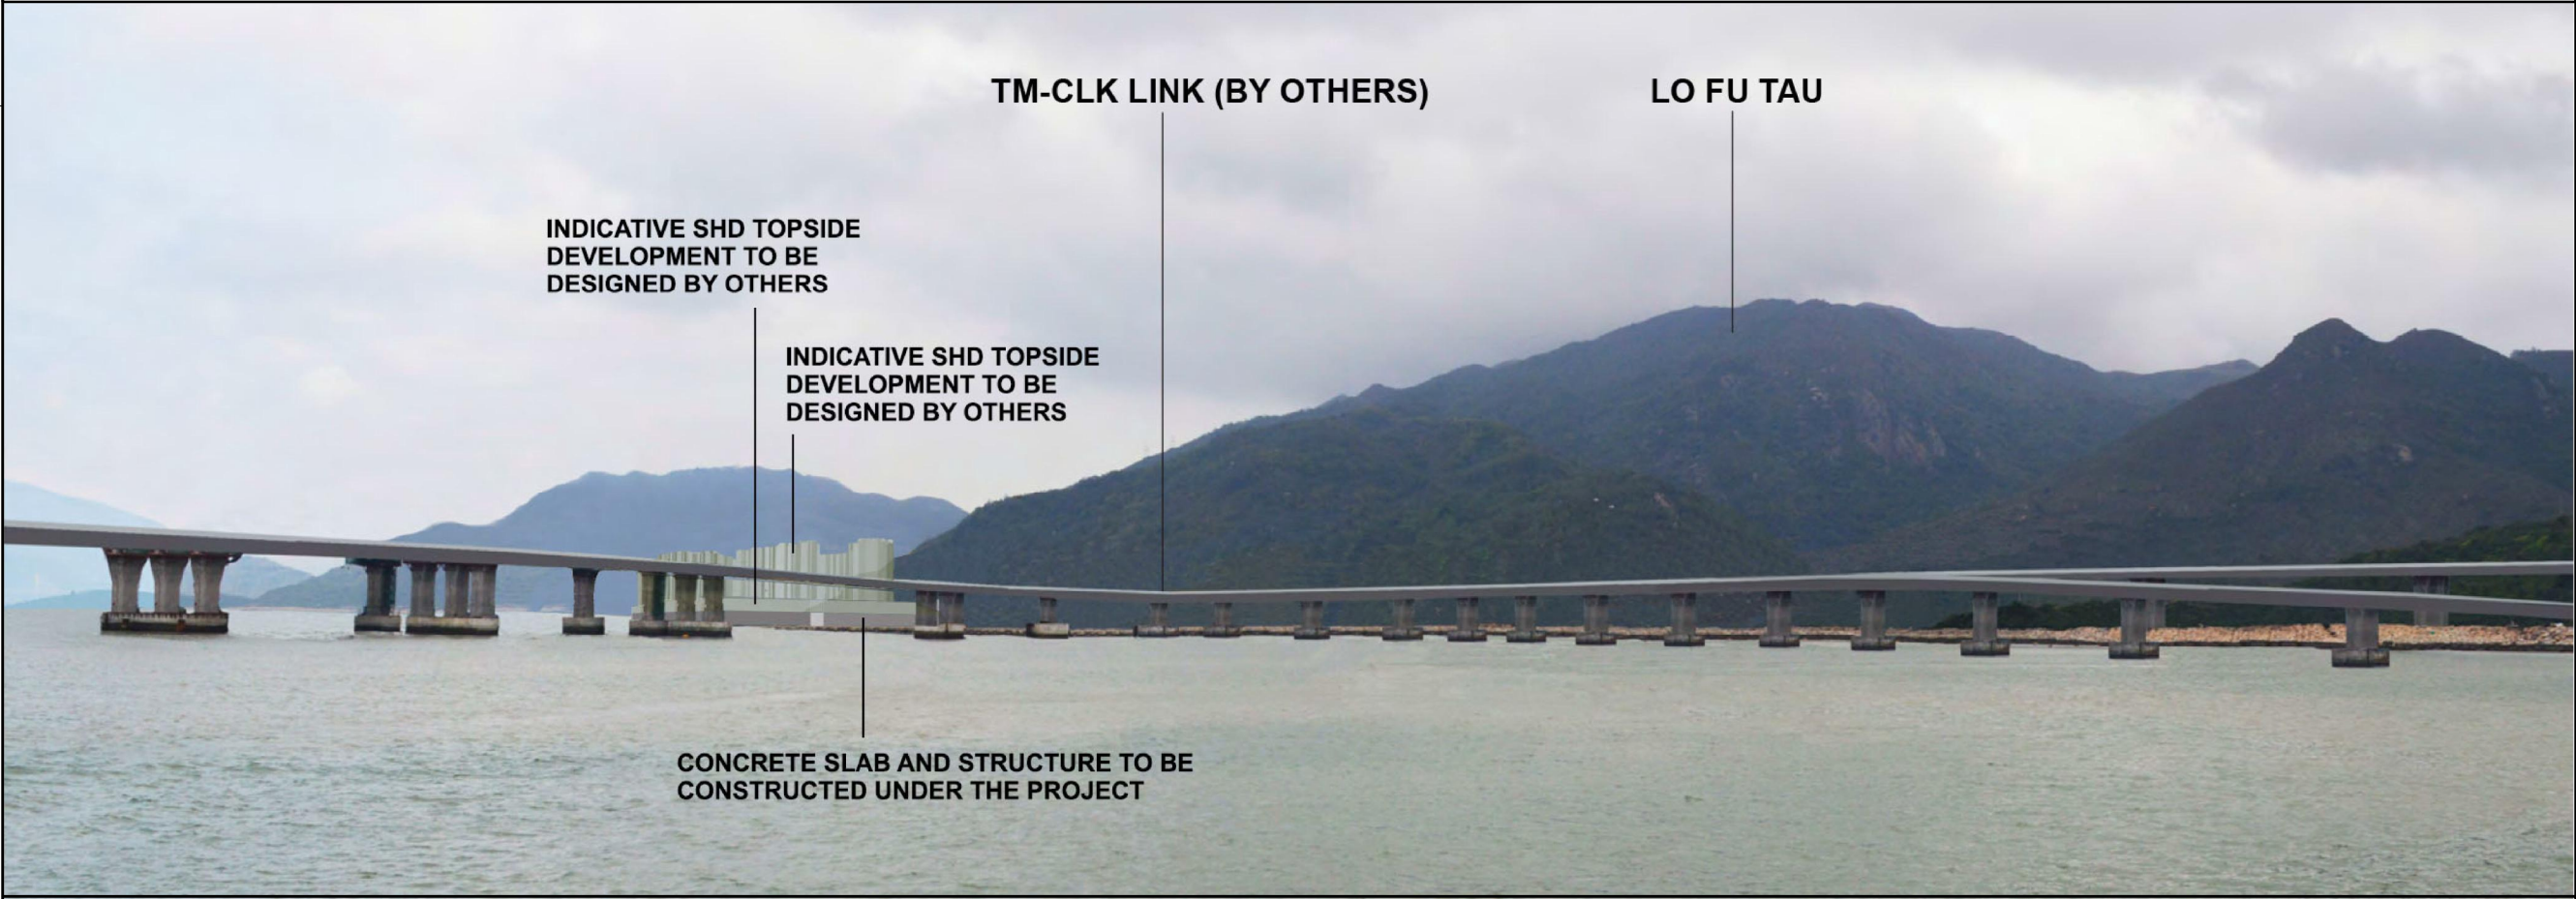 TM-CLK LINK (BY OTHERS)
LO FU TAU
INDICATIVE SHD TOPSIDE
DEVELOPMENT TO BE
DESIGNED BY OTHERS
INDICATIVE SHD TOPSIDE
DEVELOPMENT TO BE
DESIGNED BY OTHERS
CONCRETE SLAB AND STRUCTURE TO BE
CONSTRUCTED UNDER THE PROJECT